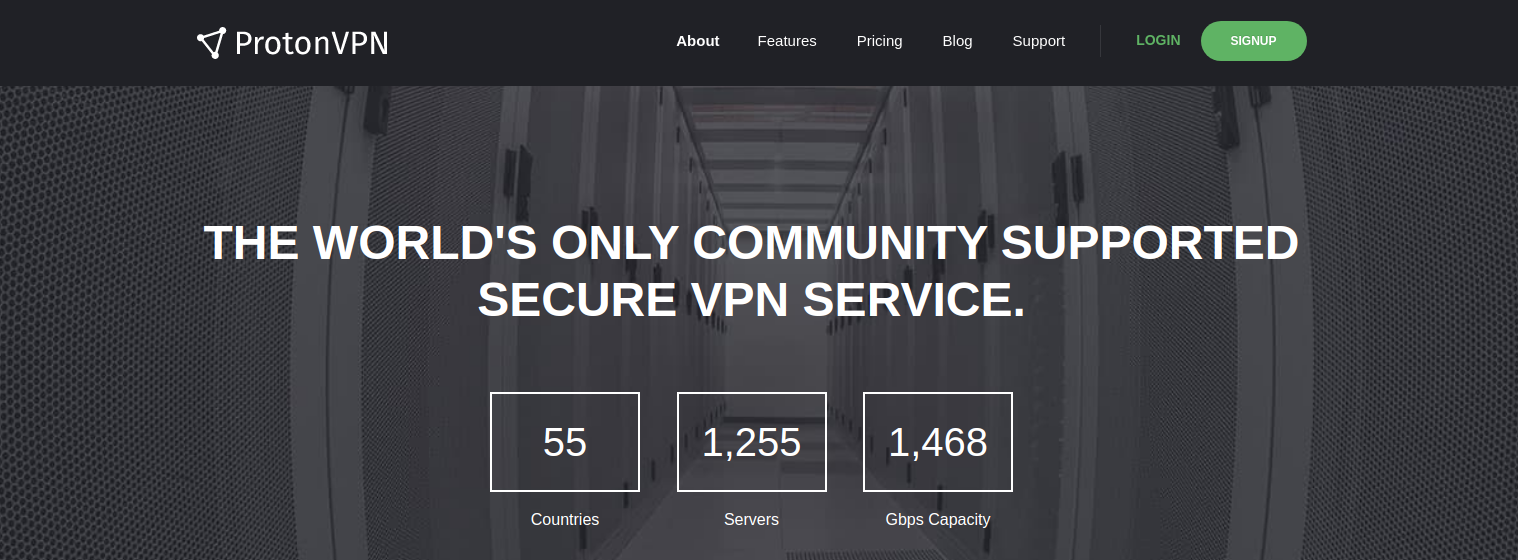 ProtonVPN
About
Features
Pricing
Blog
Support
LOGIN
SIGNUP
THE WORLD'S ONLY COMMUNITY SUPPORTED
SECURE VPN SERVICE.
55
1,255
1,468
Countries
Servers
Gbps Capacity